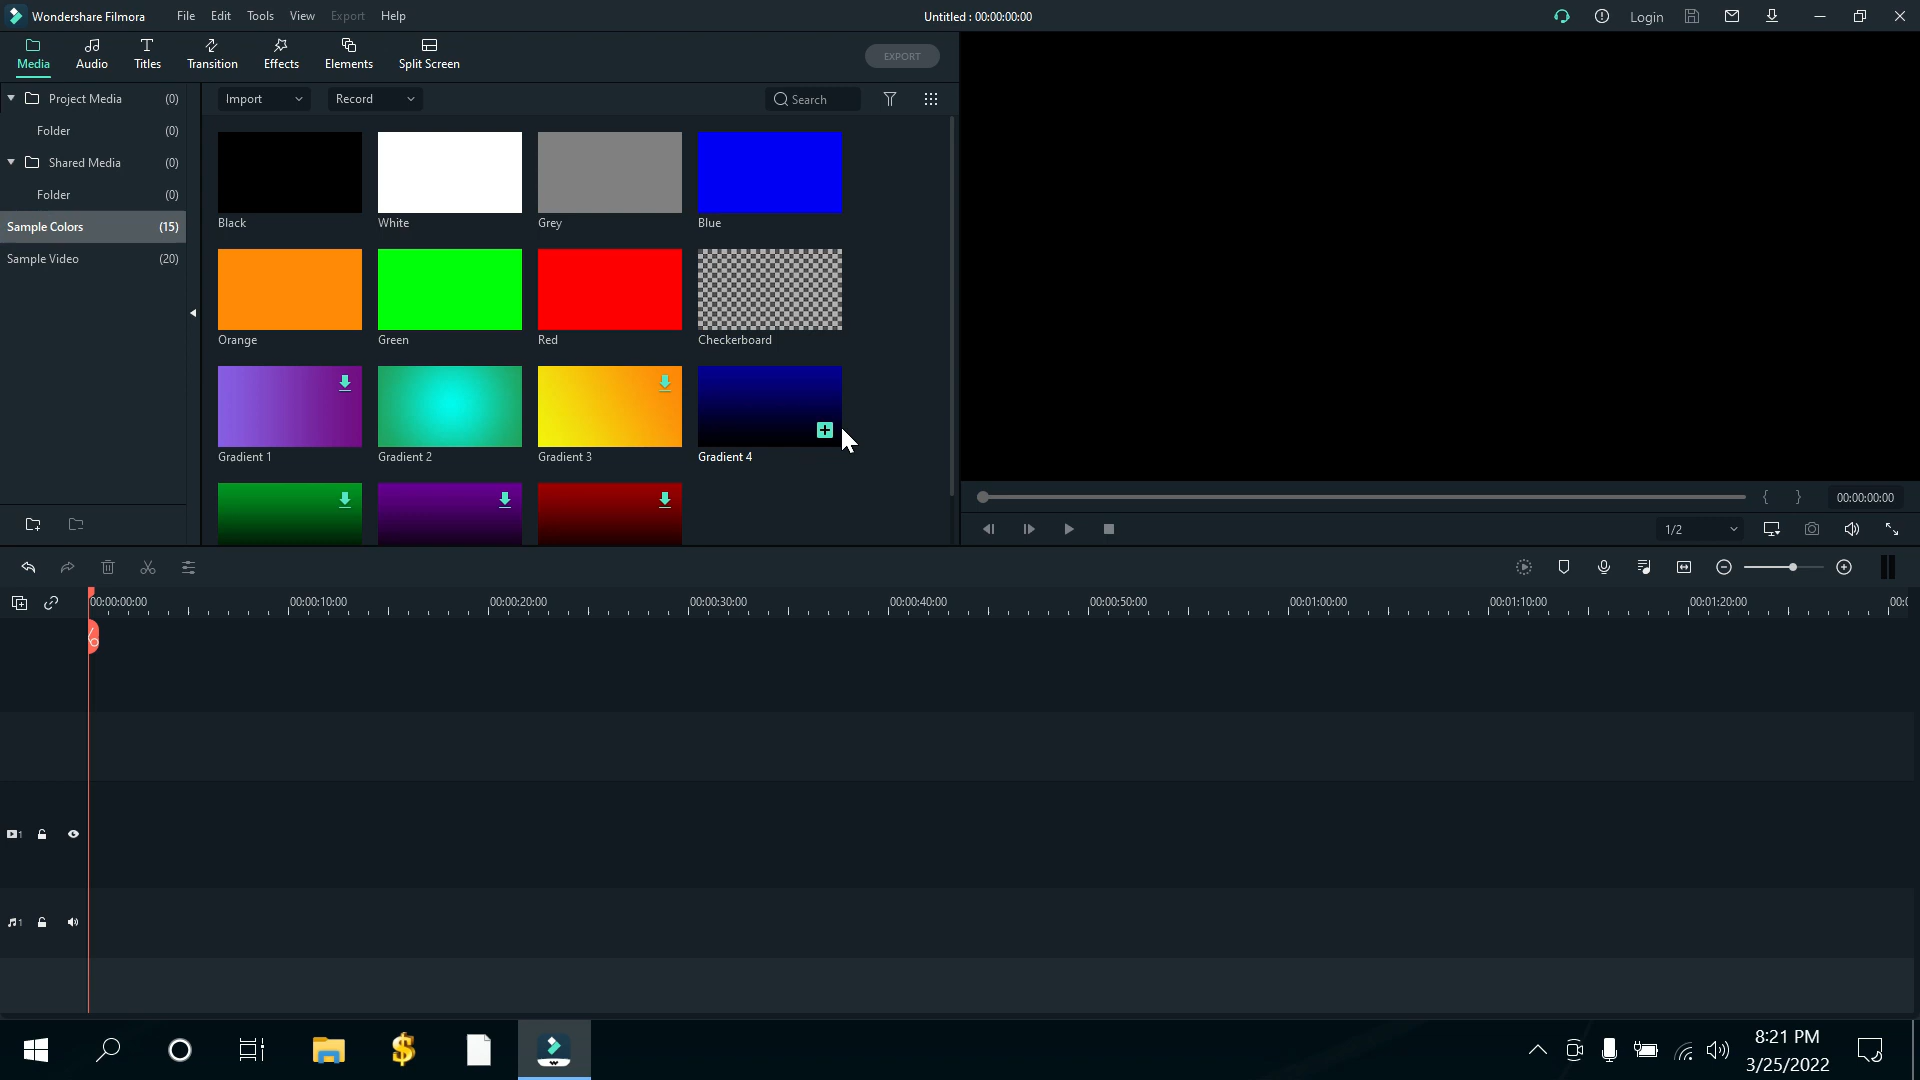 Wondershare Filmora File Edit Tools View Export Help Untitled : 00:00:00:00 Login
Media Audio Titles Transition Effects Elements Split Screen EXPORT
Project Media (0)
Folder (0)
Shared Media (0)
Folder (0)
Sample Colors (15)
Sample Video (20)
Import Record Search
Black White Grey Blue
Orange Green Red Checkerboard
Gradient 1 Gradient 2 Gradient 3 Gradient 4
{ } 00:00:00:00
1/2
00:00:00:00 00:00:10:00 00:00:20:00 00:00:30:00 00:00:40:00 00:00:50:00 00:01:00:00 00:01:10:00 00:01:20:00
1
1
8:21 PM
3/25/2022